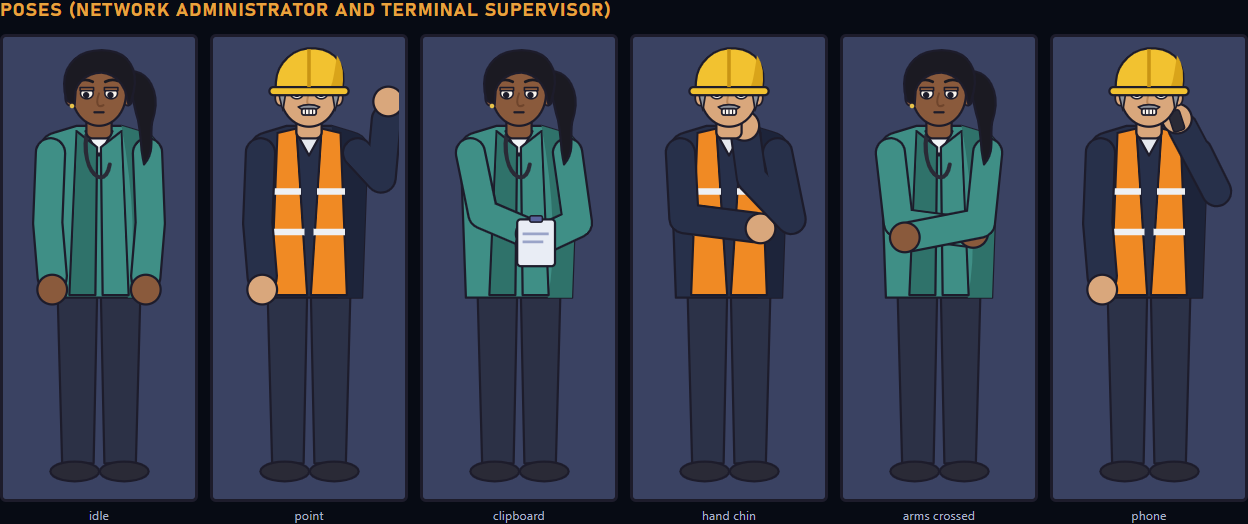 POSES (NETWORK ADMINISTRATOR AND TERMINAL SUPERVISOR)
idle
point
clipboard
hand chin
arms crossed
phone